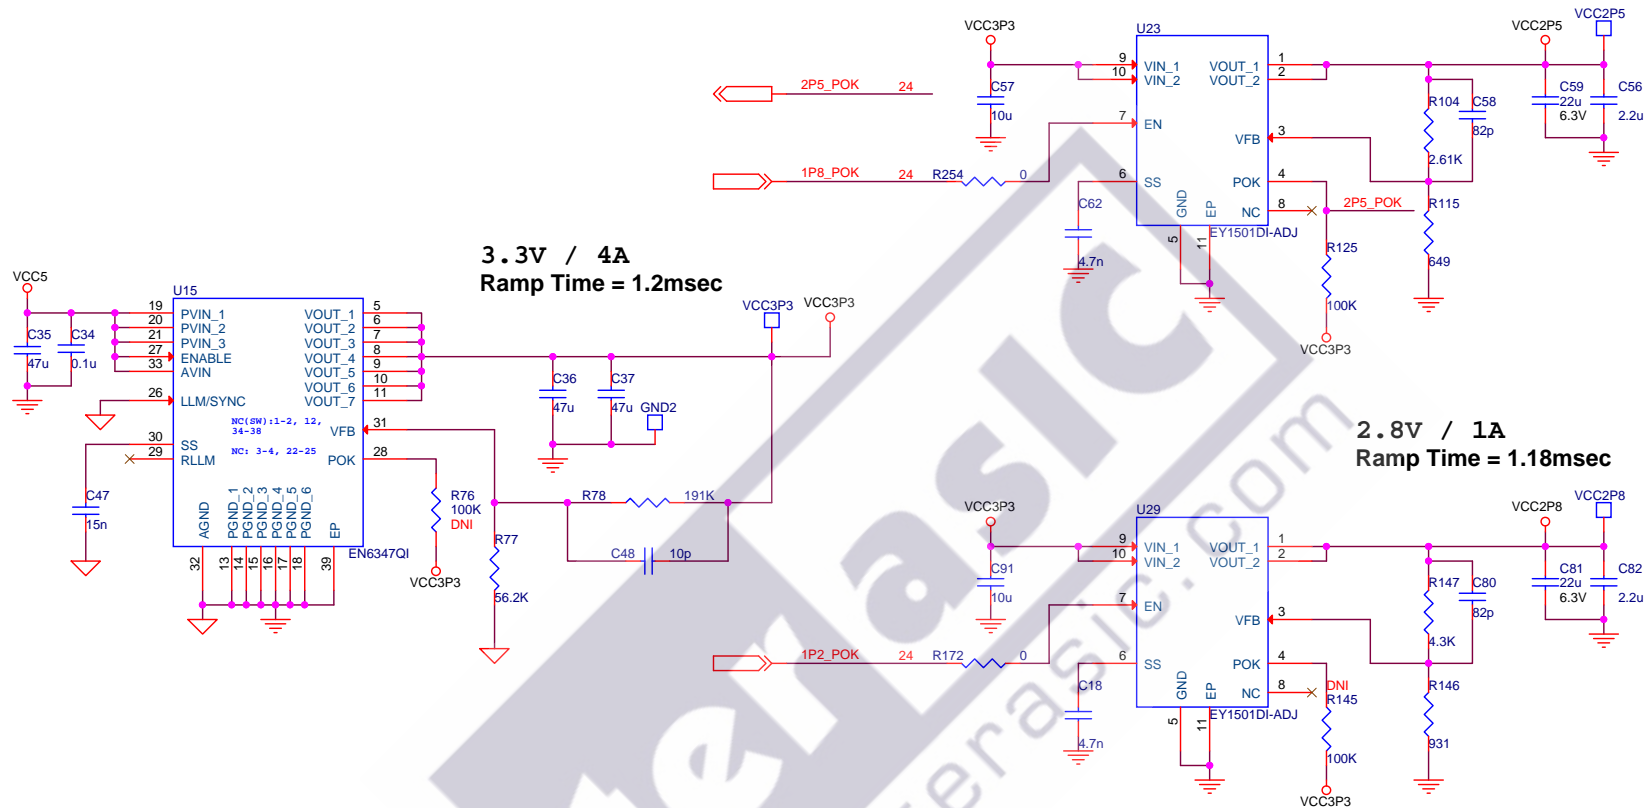 3.3V / 4A
Ramp Time = 1.2msec
VCC5
C35
47u
C34
0.1u
U15
19 PVIN_1 VOUT_1 5
20 PVIN_2 VOUT_2 6
21 PVIN_3 VOUT_3 7
27 ENABLE VOUT_4 8
33 AVIN VOUT_5 9
VOUT_6 10
VOUT_7 11
26 LLM/SYNC
NC(SW):1-2, 12,
34-38
NC: 3-4, 22-25
VFB 31
30 SS
29 RLLM
POK 28
AGND PGND_1 PGND_2 PGND_3 PGND_4 PGND_5 PGND_6 EP
32 13 14 15 16 17 18 39
EN6347QI
C47
15n
R76
100K
DNI
VCC3P3
R77
56.2K
R78 191K
C48 10p
C36
47u
C37
47u
GND2
VCC3P3
VCC3P3
2P5_POK 24
1P8_POK 24 R254 0
VCC3P3
C57
10u
U23
9 VIN_1 VOUT_1 1
10 VIN_2 VOUT_2 2
7 EN
VFB 3
6 SS POK 4
NC 8
GND EP
5 11
EY1501DI-ADJ
C62
4.7n
2P5_POK
R125
100K
VCC3P3
R104
2.61K
C58
82p
R115
649
VCC2P5
VCC2P5
C59
22u
6.3V
C56
2.2u
2.8V / 1A
Ramp Time = 1.18msec
1P2_POK 24 R172 0
VCC3P3
C91
10u
U29
9 VIN_1 VOUT_1 1
10 VIN_2 VOUT_2 2
7 EN
VFB 3
6 SS POK 4
NC 8
GND EP
5 11
EY1501DI-ADJ
C18
4.7n
DNI
R145
100K
VCC3P3
R147
4.3K
C80
82p
R146
931
VCC2P8
VCC2P8
C81
22u
6.3V
C82
2.2u